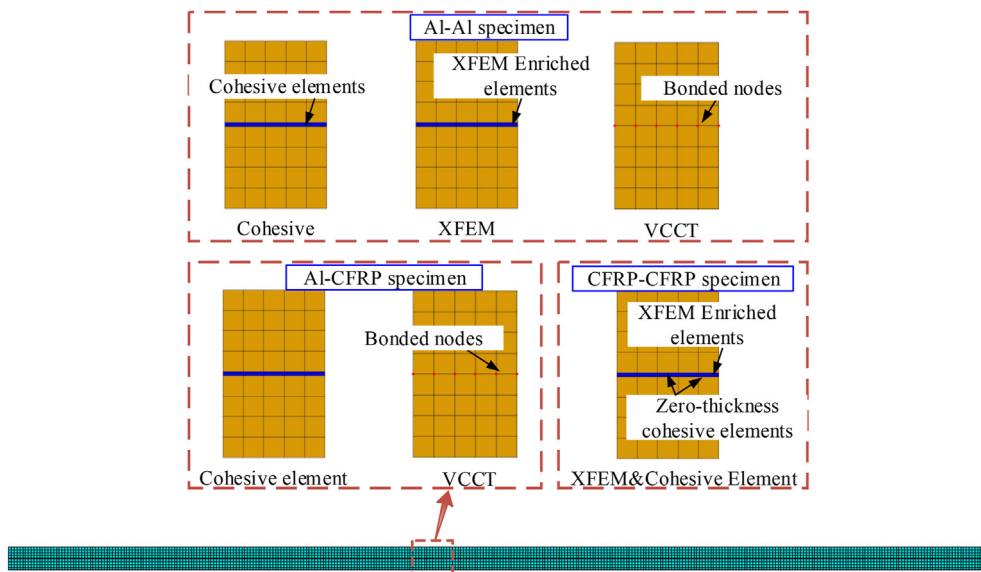 Al-Al specimen
Cohesive elements
XFEM Enriched
elements
Bonded nodes
Cohesive
XFEM
VCCT
Al-CFRP specimen
Bonded nodes
Cohesive element
VCCT
CFRP-CFRP specimen
XFEM Enriched
elements
Zero-thickness
cohesive elements
XFEM&Cohesive Element